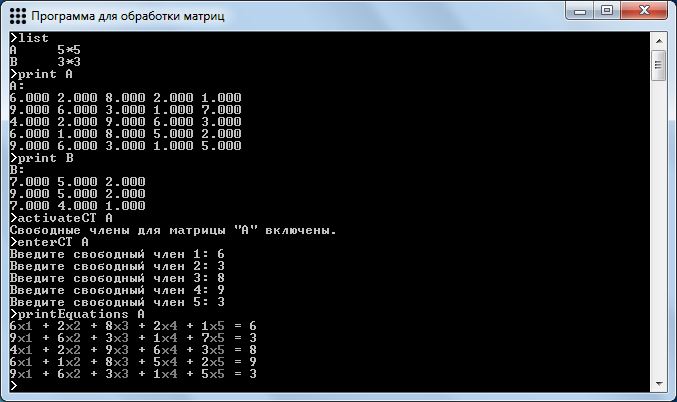 Программа для обработки матриц
>list
A     5*5
B     3*3
>print A
A:
6.000 2.000 8.000 2.000 1.000
9.000 6.000 3.000 1.000 7.000
4.000 2.000 9.000 6.000 3.000
6.000 1.000 8.000 5.000 2.000
9.000 6.000 3.000 1.000 5.000
>print B
B:
7.000 5.000 2.000
9.000 5.000 2.000
7.000 4.000 1.000
>activateCT A
Свободные члены для матрицы "A" включены.
>enterCT A
Введите свободный член 1: 6
Введите свободный член 2: 3
Введите свободный член 3: 8
Введите свободный член 4: 9
Введите свободный член 5: 3
>printEquations A
6x1 + 2x2 + 8x3 + 2x4 + 1x5 = 6
9x1 + 6x2 + 3x3 + 1x4 + 7x5 = 3
4x1 + 2x2 + 9x3 + 6x4 + 3x5 = 8
6x1 + 1x2 + 8x3 + 5x4 + 2x5 = 9
9x1 + 6x2 + 3x3 + 1x4 + 5x5 = 3
>